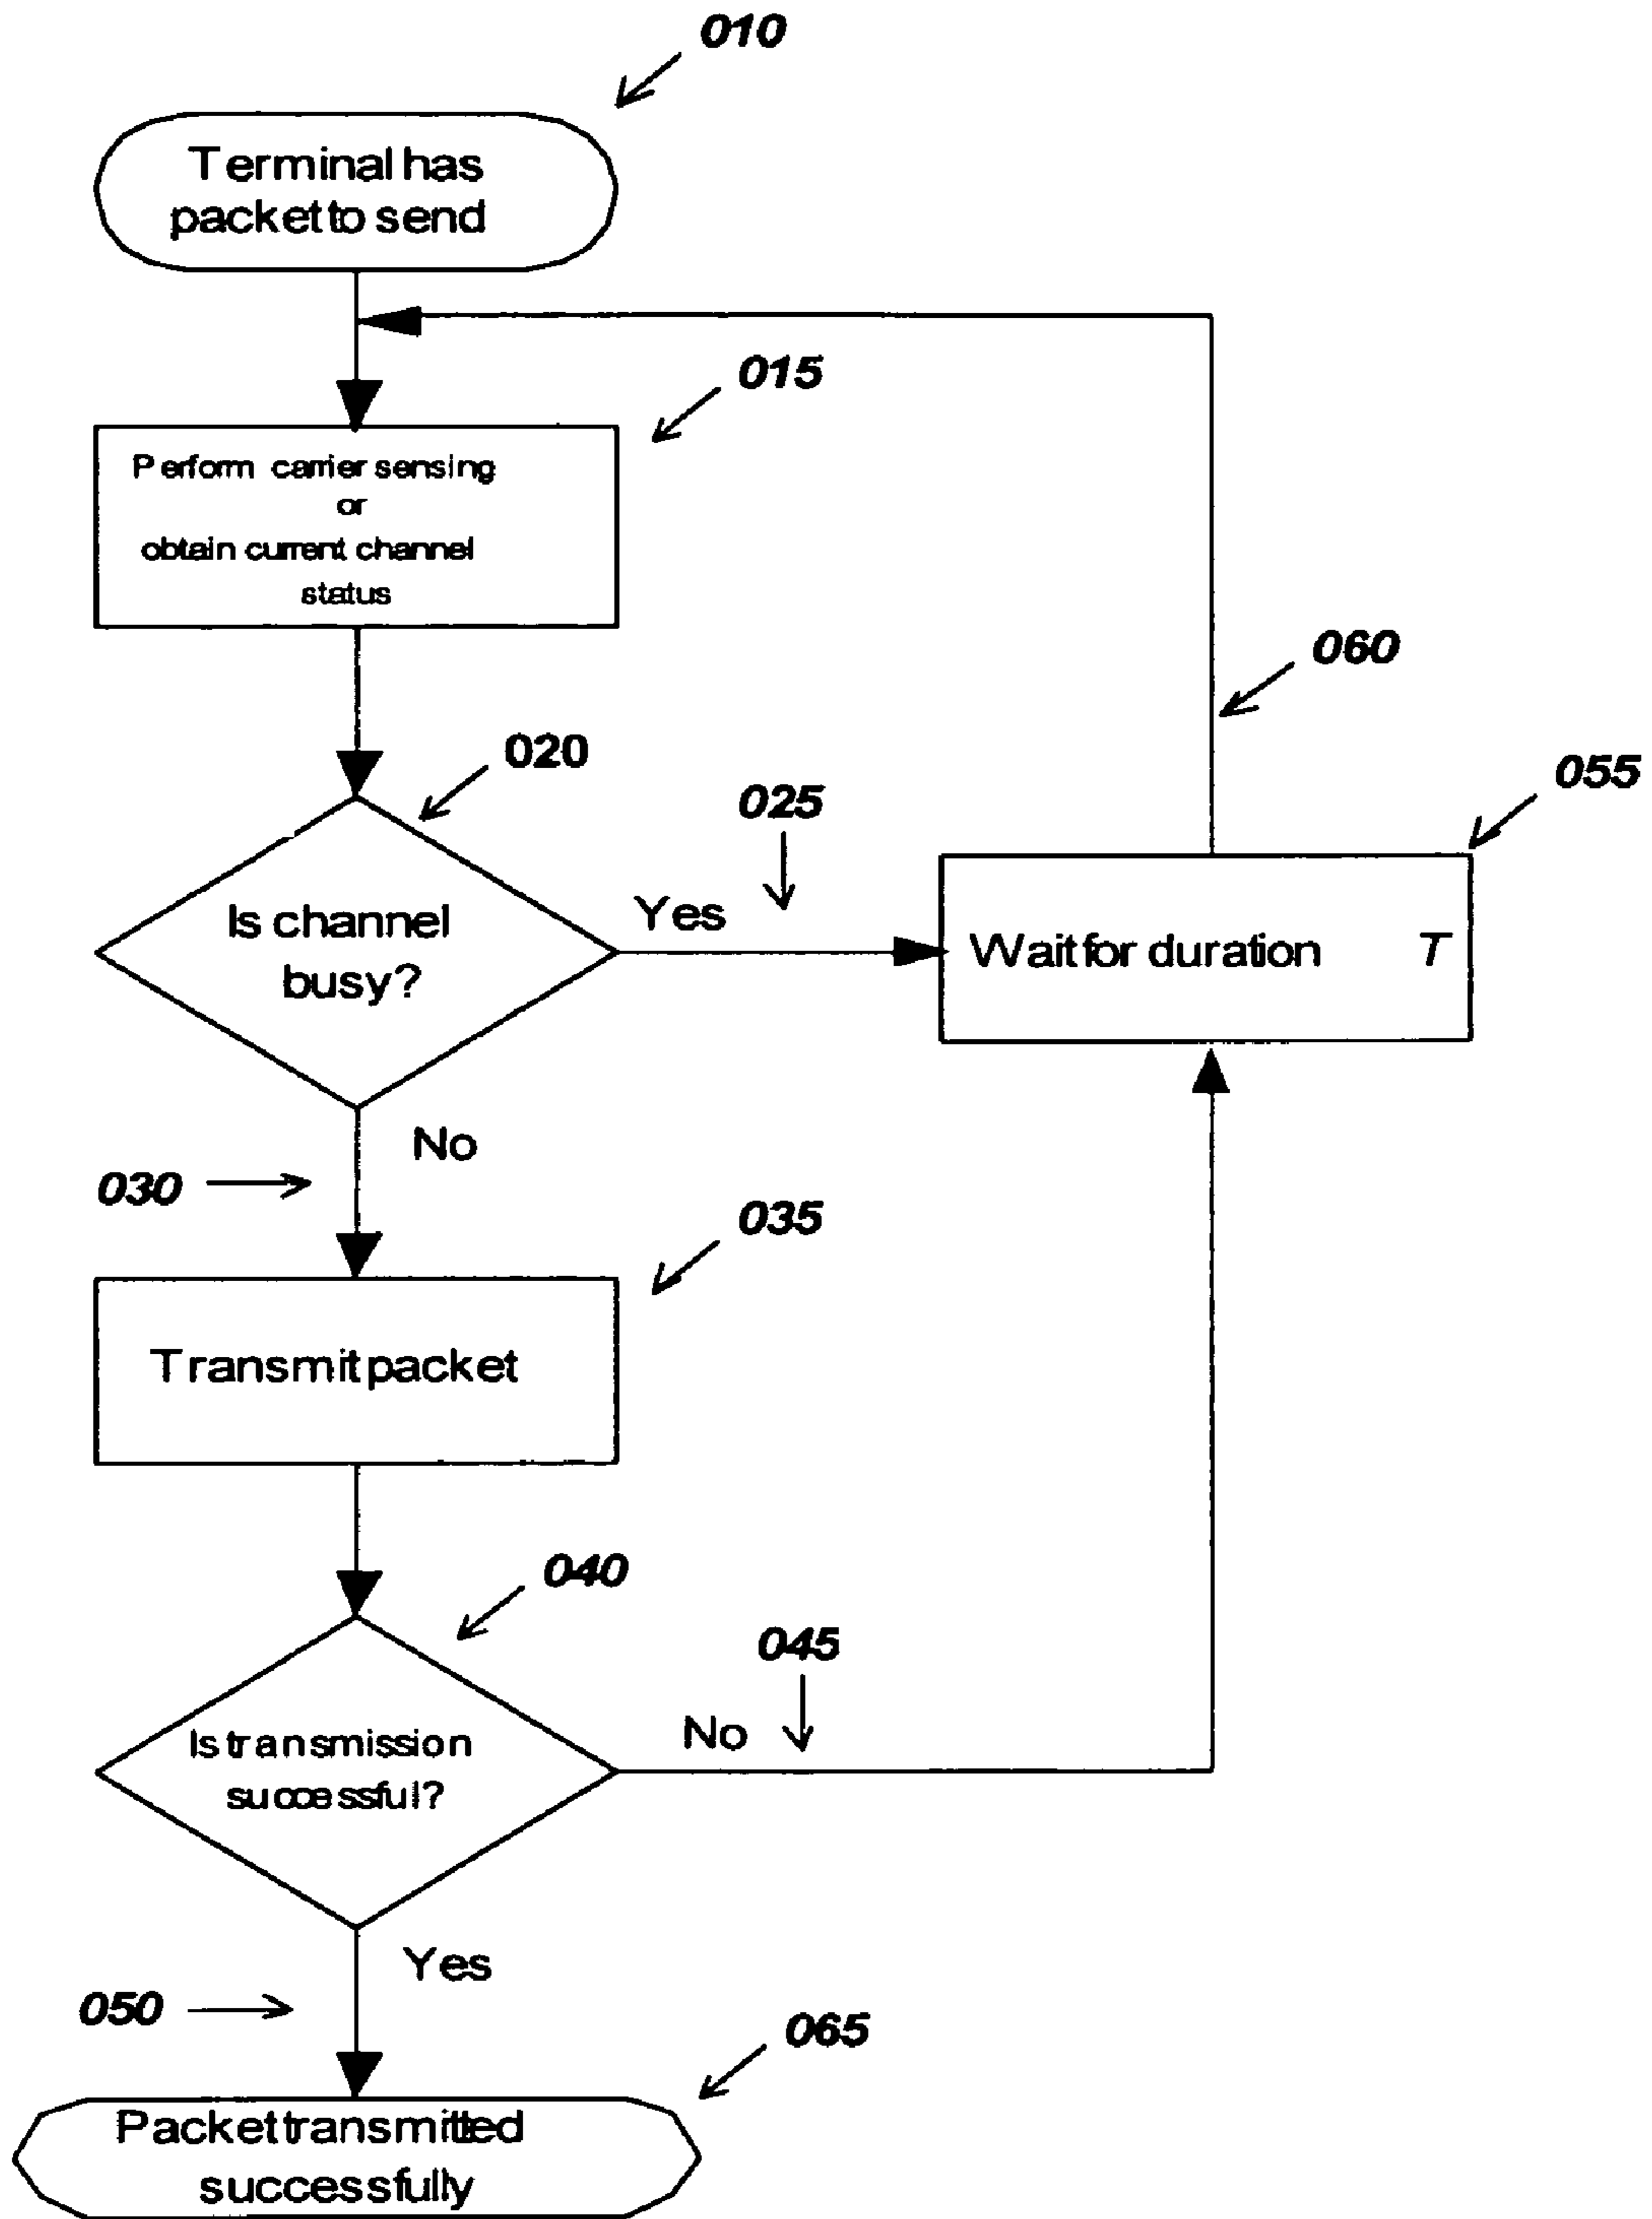 010
Terminal has
packet to send
015
Perform carrier sensing
or
obtain current channel
status
060
020
025
055
Is channel
busy?
Yes
Wait for duration T
No
030
035
Transmit packet
040
045
Is transmission
successful?
No
Yes
050
065
Packet transmitted
successfully